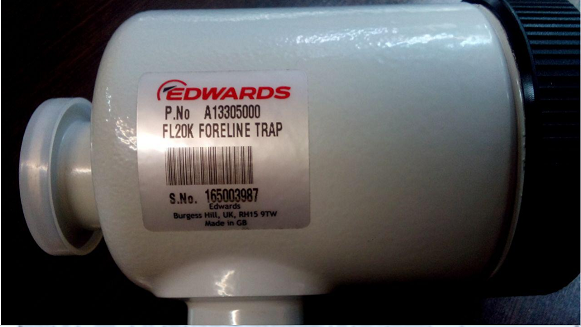 EDWARDS
P.No A13305000
FL20K FORELINE TRAP
S.No. 165003987
Edwards
Burgess Hill, UK, RH15 9TW
Made in GB